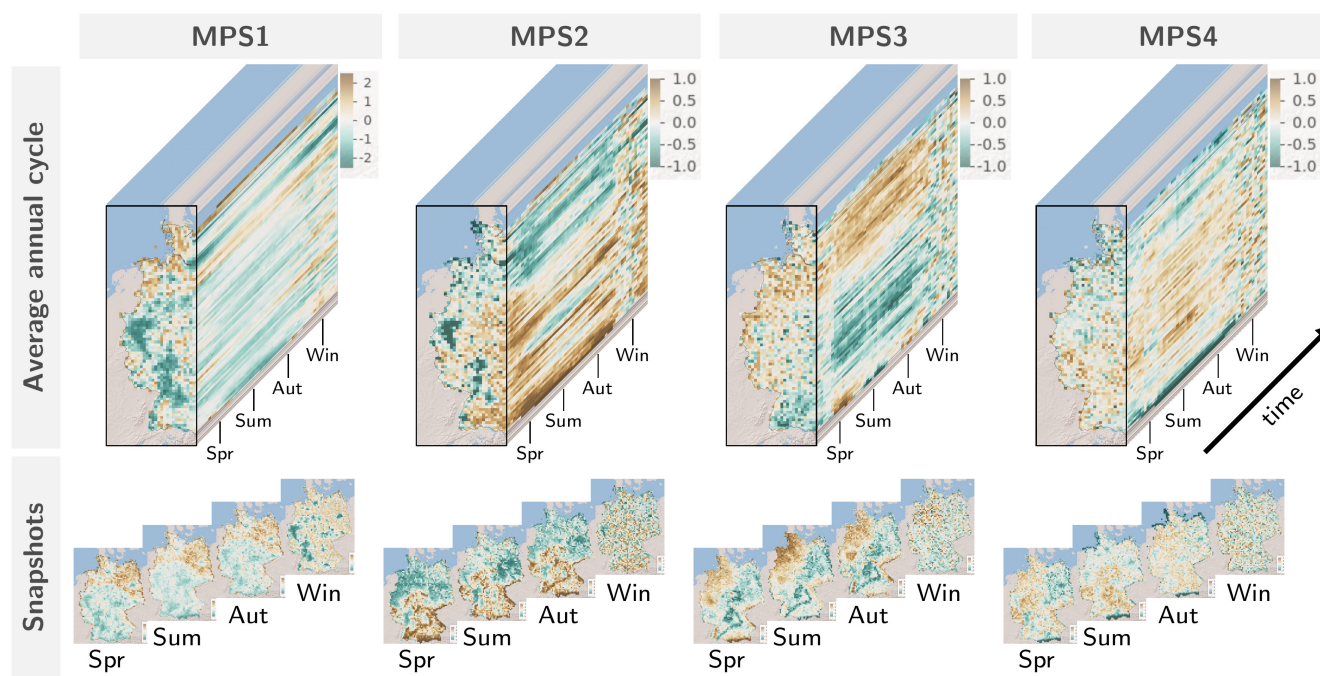 MPS1
MPS2
MPS3
MPS4
Average annual cycle
2
1
0
-1
-2
1.0
0.5
0.0
-0.5
-1.0
1.0
0.5
0.0
-0.5
-1.0
1.0
0.5
0.0
-0.5
-1.0
Win
Aut
Sum
Spr
Win
Aut
Sum
Spr
Win
Aut
Sum
Spr
Win
Aut
Sum
Spr
time
Snapshots
Win
Aut
Sum
Spr
Win
Aut
Sum
Spr
Win
Aut
Sum
Spr
Win
Aut
Sum
Spr